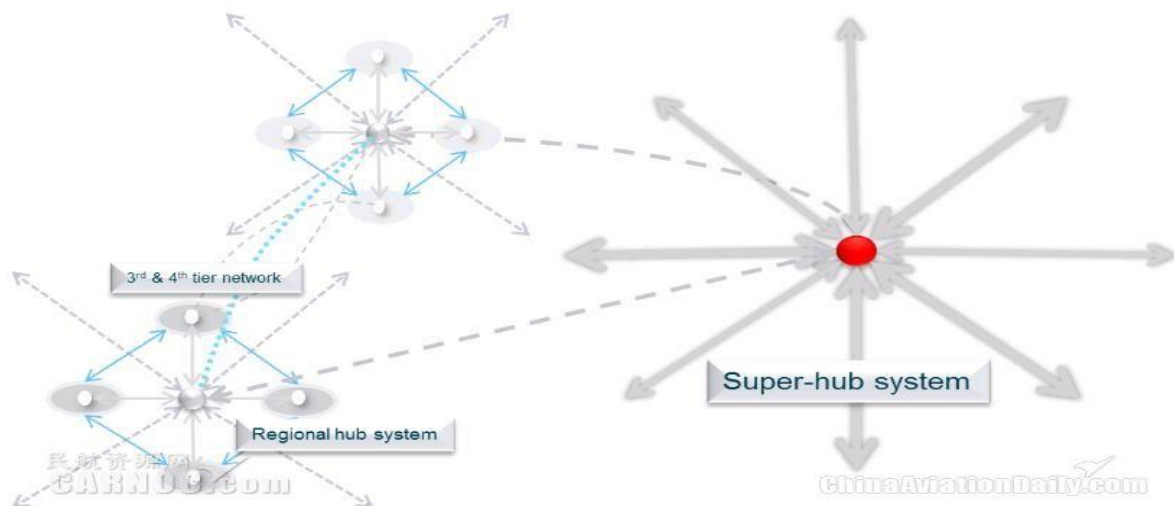 3rd & 4th tier network
Super-hub system
Regional hub system
民航资源网
CARNOC.com
ChinaAviationDaily.com